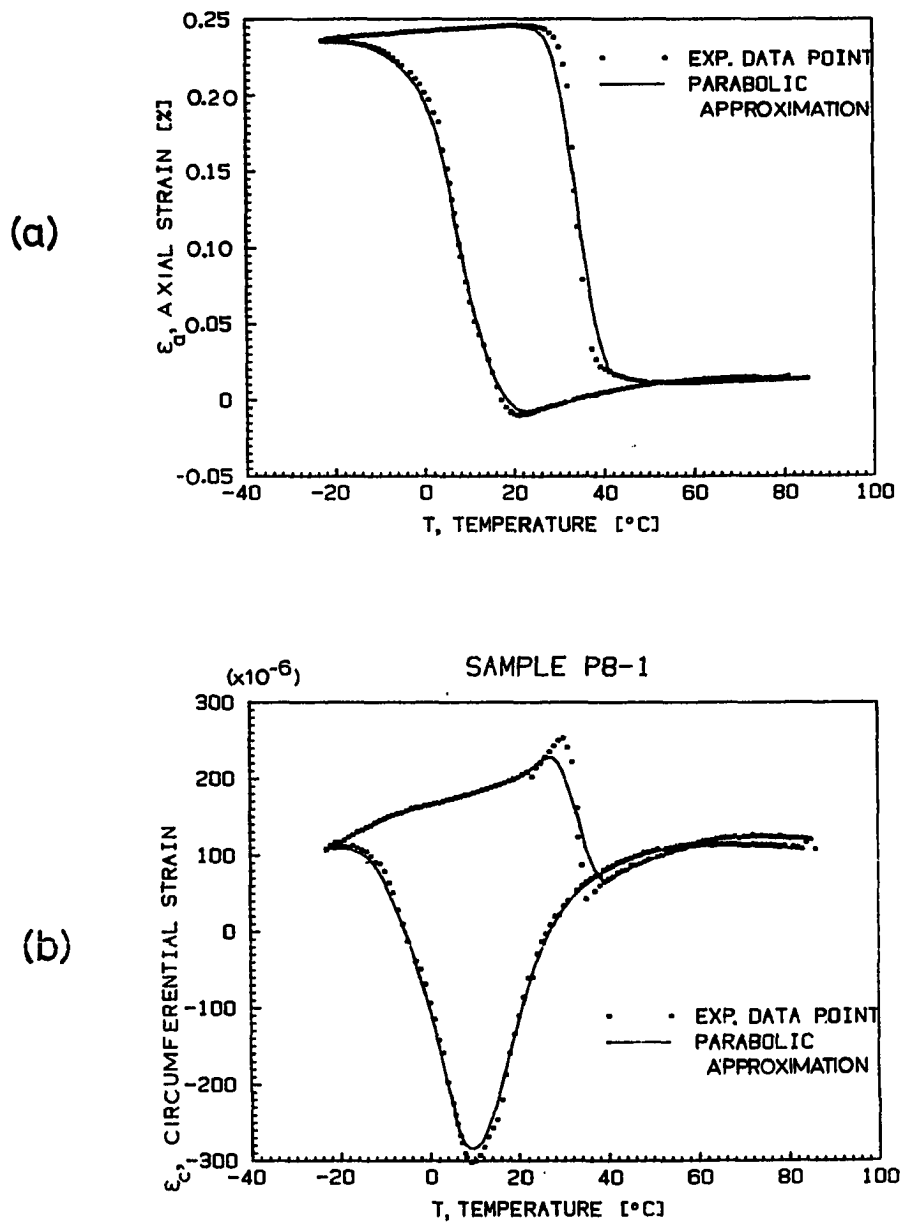 (a)
εa, AXIAL STRAIN [%]
0.25
0.20
0.15
0.10
0.05
0
-0.05
-40 -20 0 20 40 60 80 100
T, TEMPERATURE [°C]
EXP. DATA POINT
PARABOLIC
APPROXIMATION
(b)
SAMPLE P8-1
(x10-6)
εc, CIRCUMFERENTIAL STRAIN
300
200
100
0
-100
-200
-300
-40 -20 0 20 40 60 80 100
T, TEMPERATURE [°C]
EXP. DATA POINT
PARABOLIC
APPROXIMATION